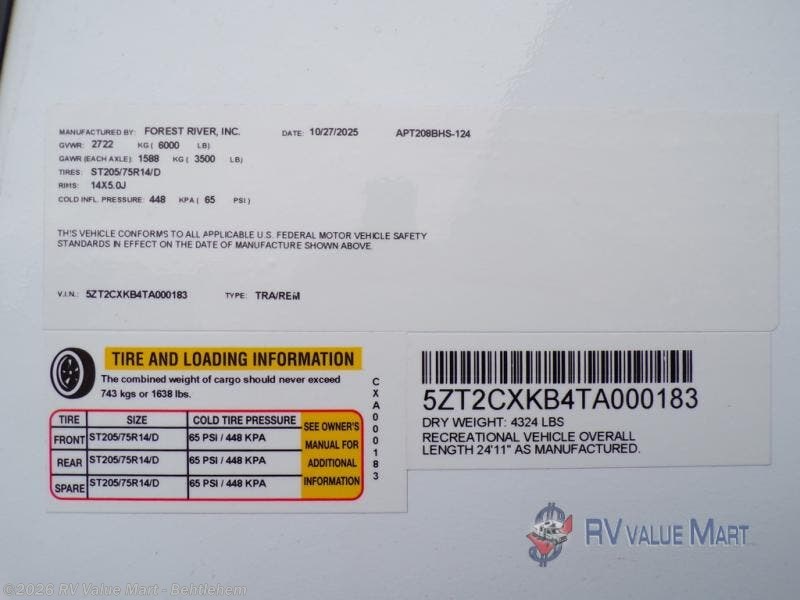 MANUFACTURED BY: FOREST RIVER, INC. DATE: 10/27/2025 APT208BHS-124
GVWR: 2722 KG ( 6000 LB)
GAWR (EACH AXLE): 1588 KG ( 3500 LB)
TIRES: ST205/75R14/D
RIMS: 14X5.0J
COLD INFL. PRESSURE: 448 KPA ( 65 PSI )
THIS VEHICLE CONFORMS TO ALL APPLICABLE U.S. FEDERAL MOTOR VEHICLE SAFETY
STANDARDS IN EFFECT ON THE DATE OF MANUFACTURE SHOWN ABOVE.
V.I.N.: 5ZT2CXKB4TA000183 TYPE: TRA/REM
TIRE AND LOADING INFORMATION
The combined weight of cargo should never exceed
743 kgs or 1638 lbs.
TIRE SIZE COLD TIRE PRESSURE
FRONT ST205/75R14/D 65 PSI / 448 KPA
REAR ST205/75R14/D 65 PSI / 448 KPA
SPARE ST205/75R14/D 65 PSI / 448 KPA
SEE OWNER'S
MANUAL FOR
ADDITIONAL
INFORMATION
CXA000183
5ZT2CXKB4TA000183
DRY WEIGHT: 4324 LBS
RECREATIONAL VEHICLE OVERALL
LENGTH 24'11" AS MANUFACTURED.
RV VALUE MART
©2026 RV Value Mart - Behtlehem